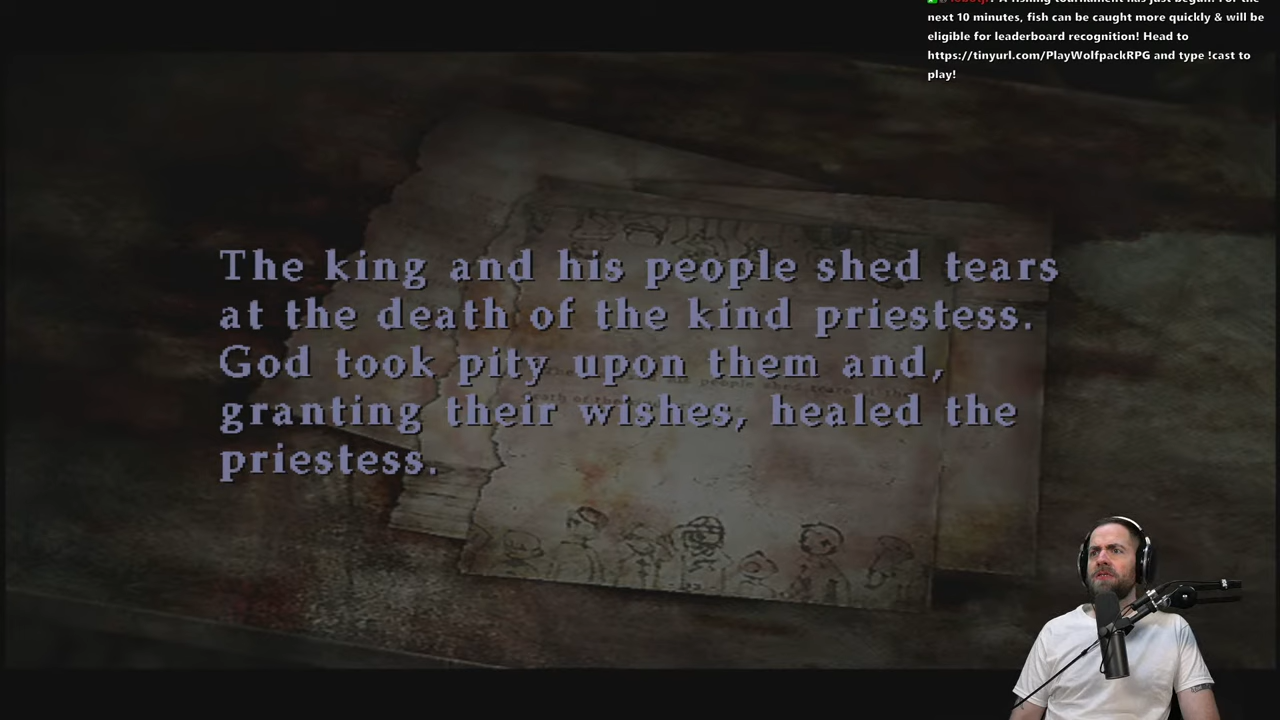 next 10 minutes, fish can be caught more quickly & will be
eligible for leaderboard recognition! Head to
https://tinyurl.com/PlayWolfpackRPG and type !cast to
play!
The king and his people shed tears
at the death of the kind priestess.
God took pity upon them and,
granting their wishes, healed the
priestess.